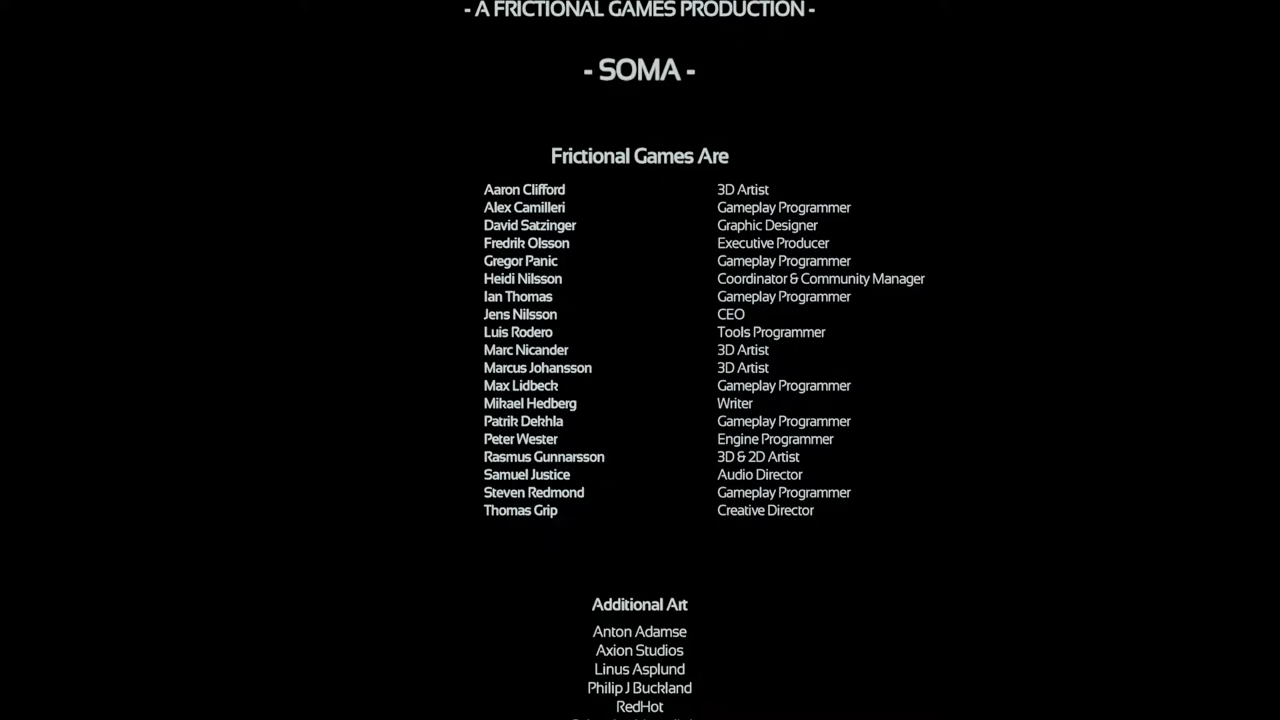 - A FRICTIONAL GAMES PRODUCTION -
- SOMA -
Frictional Games Are
Aaron Clifford 3D Artist
Alex Camilleri Gameplay Programmer
David Satzinger Graphic Designer
Fredrik Olsson Executive Producer
Gregor Panic Gameplay Programmer
Heidi Nilsson Coordinator & Community Manager
Ian Thomas Gameplay Programmer
Jens Nilsson CEO
Luis Rodero Tools Programmer
Marc Nicander 3D Artist
Marcus Johansson 3D Artist
Max Lidbeck Gameplay Programmer
Mikael Hedberg Writer
Patrik Dekhla Gameplay Programmer
Peter Wester Engine Programmer
Rasmus Gunnarsson 3D & 2D Artist
Samuel Justice Audio Director
Steven Redmond Gameplay Programmer
Thomas Grip Creative Director
Additional Art
Anton Adamse
Axion Studios
Linus Asplund
Philip J Buckland
RedHot